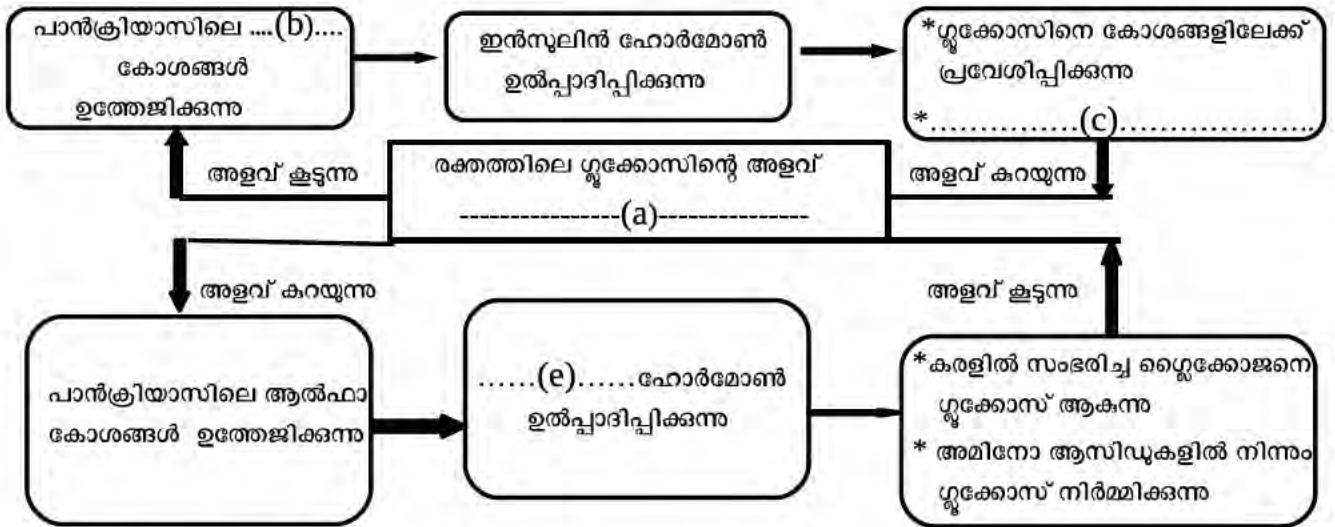 പാൻക്രിയാസിലെ ....(b)....
കോശങ്ങൾ
ഉത്തേജിക്കുന്നു
ഇൻസുലിൻ ഹോർമോൺ
ഉൽപ്പാദിപ്പിക്കുന്നു
*ഗ്ലൂക്കോസിനെ കോശങ്ങളിലേക്ക്
പ്രവേശിപ്പിക്കുന്നു
*...............(c)....................
അളവ് കൂടുന്നു
രക്തത്തിലെ ഗ്ലൂക്കോസിന്റെ അളവ്
----------------(a)---------------
അളവ് കുറയുന്നു
അളവ് കുറയുന്നു
അളവ് കൂടുന്നു
പാൻക്രിയാസിലെ ആൽഫാ
കോശങ്ങൾ ഉത്തേജിക്കുന്നു
......(e)......ഹോർമോൺ
ഉൽപ്പാദിപ്പിക്കുന്നു
*കരളിൽ സംഭരിച്ച ഗ്ലൈക്കോജനെ
ഗ്ലൂക്കോസ് ആകുന്നു
* അമിനോ ആസിഡുകളിൽ നിന്നും
ഗ്ലൂക്കോസ് നിർമ്മിക്കുന്നു